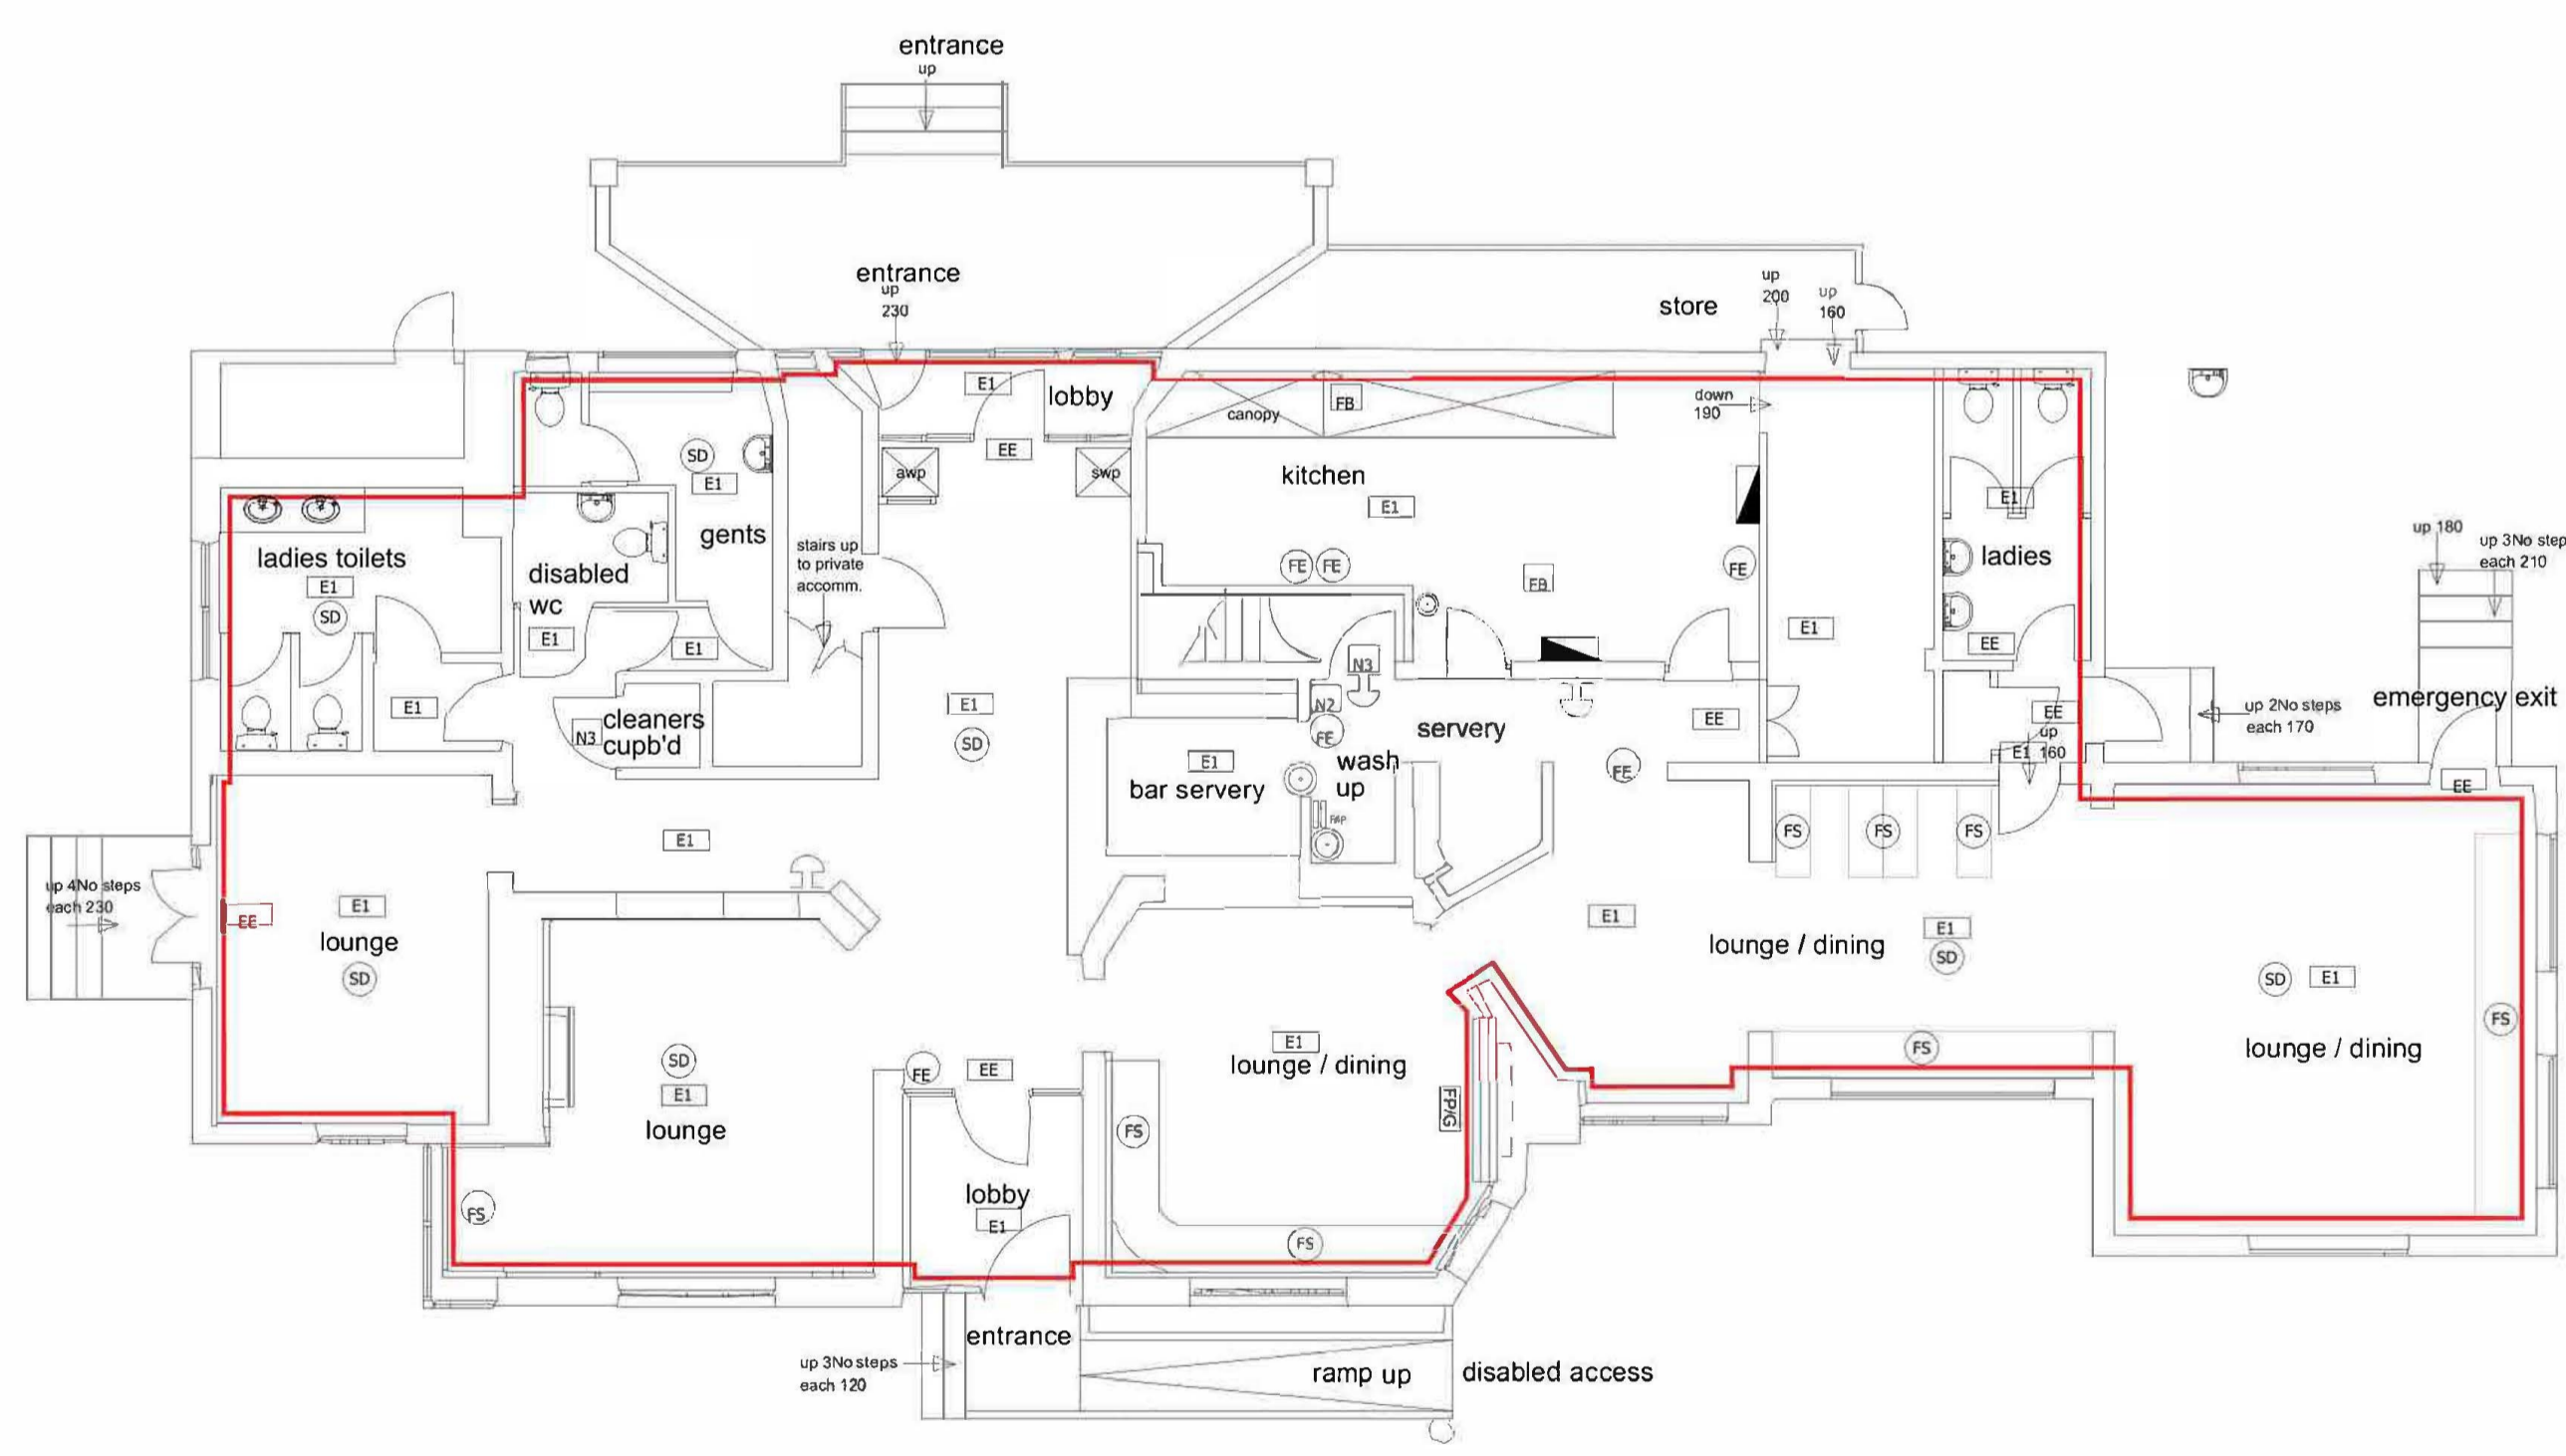 entrance
up
entrance
up
230
store
up
200
up
160
E1
lobby
EE
awp
swp
canopy
FB
down
190
kitchen
E1
FE
FE
FB
FE
SD
E1
gents
ladies toilets
E1
SD
disabled
wc
E1
E1
stairs up
to private
accomm.
E1
N3
cleaners
cupb'd
E1
SD
E1
ladies
EE
E1
EE
up
160
E1
up 2No steps
each 170
up 180
up 3No step
each 210
emergency exit
EE
N3
N2
FE
servery
EE
FE
E1
bar servery
wash
up
E1
FS
FS
FS
up 4No steps
each 230
EE
E1
lounge
SD
E1
lounge / dining
E1
SD
SD
E1
FS
lounge / dining
FS
SD
E1
lounge
FS
FE
EE
lobby
E1
E1
lounge / dining
FS
FS
FP/G
entrance
up 3No steps
each 120
ramp up
disabled access